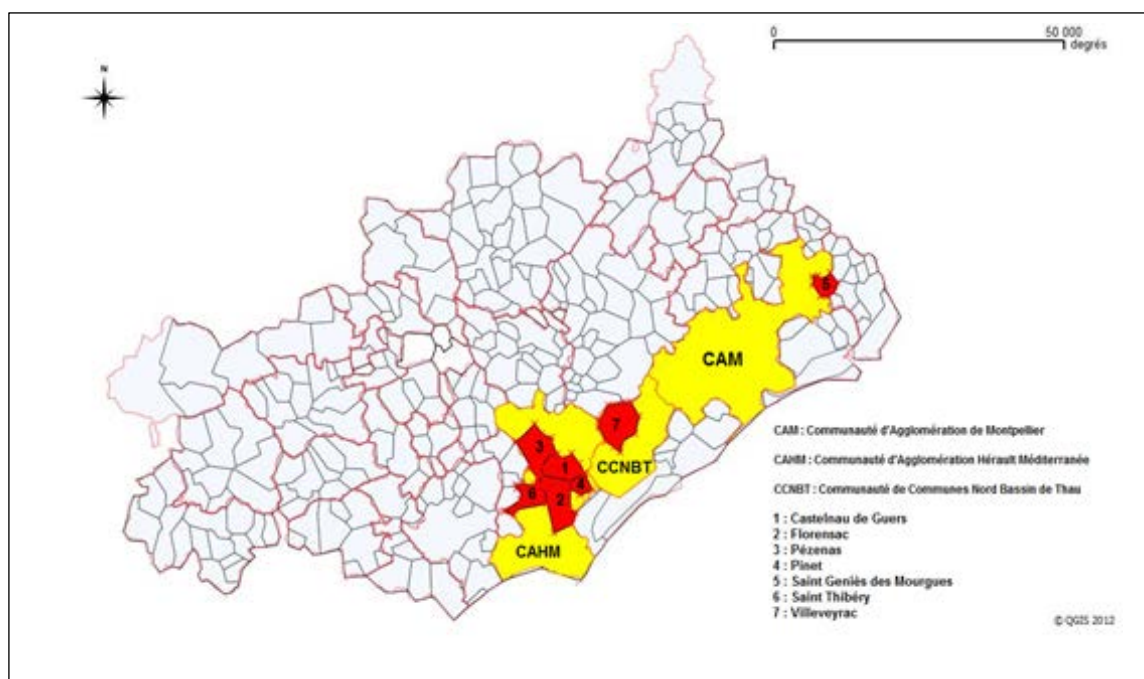 0 50 000
degrés
N
5
CAM
7
3
CCNBT
1
4
6
2
CAHM
CAM : Communauté d'Agglomération de Montpellier
CAHM : Communauté d'Agglomération Hérault Méditerranée
CCNBT : Communauté de Communes Nord Bassin de Thau
1 : Castelnau de Guers
2 : Florensac
3 : Pézenas
4 : Pinet
5 : Saint Geniès des Mourgues
6 : Saint Thibéry
7 : Villeveyrac
© QGIS 2012